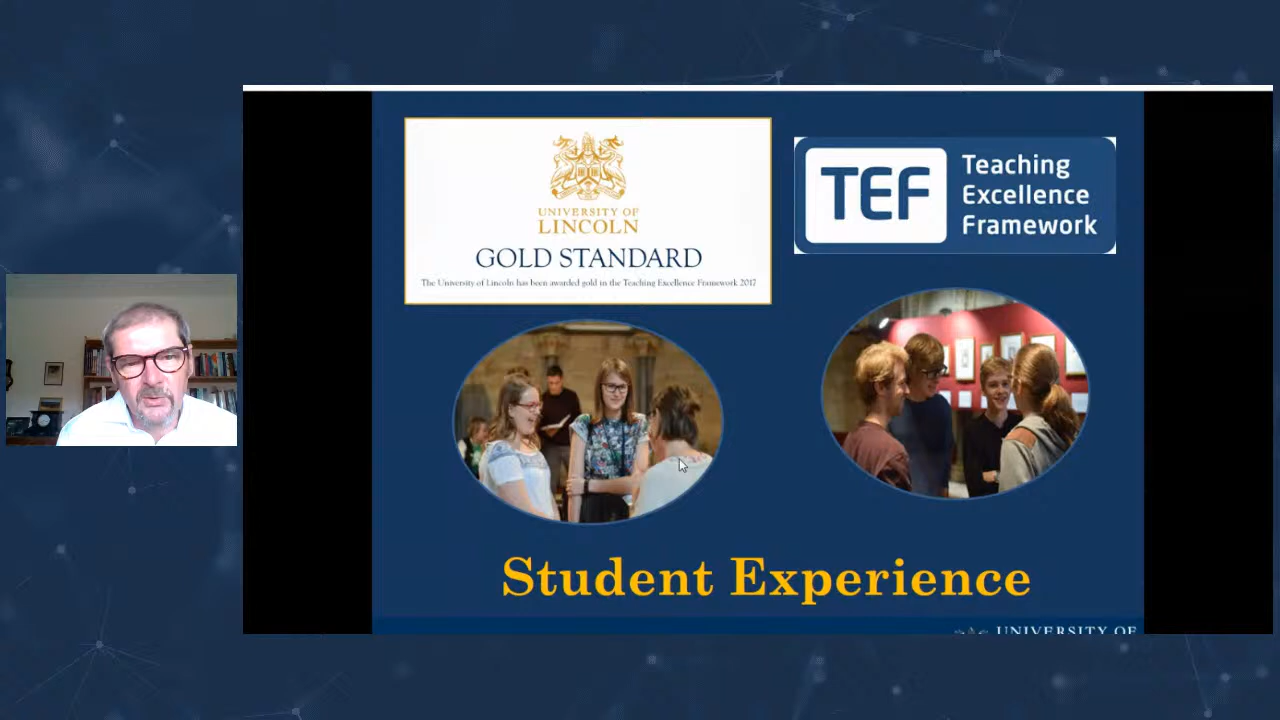 UNIVERSITY OF
LINCOLN
GOLD STANDARD
The University of Lincoln has been awarded gold in the Teaching Excellence Framework 2017
TEF
Teaching
Excellence
Framework
Student Experience
UNIVERSITY OF